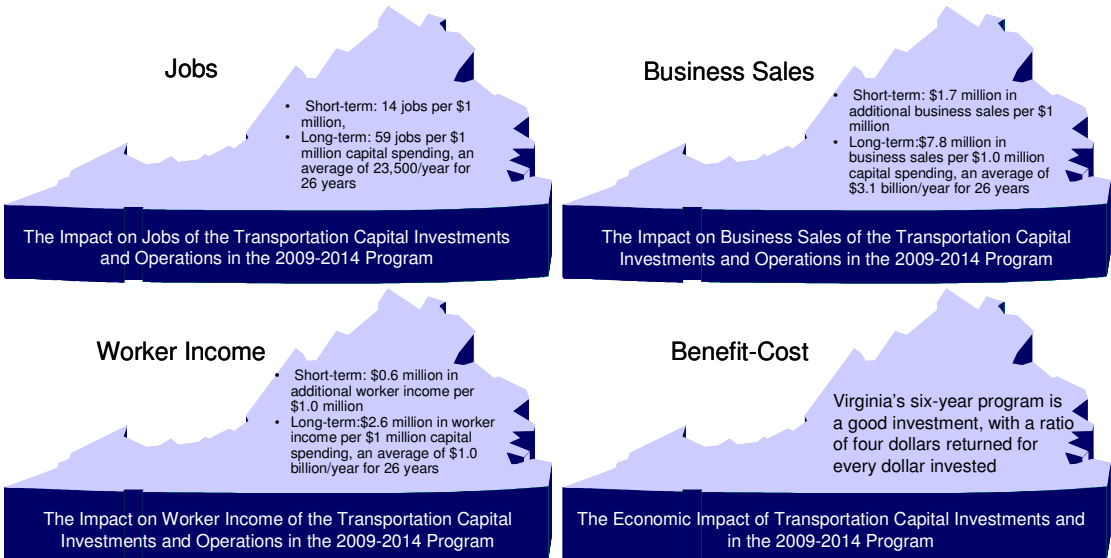 Jobs
• Short-term: 14 jobs per $1
million,
• Long-term: 59 jobs per $1
million capital spending, an
average of 23,500/year for
26 years
The Impact on Jobs of the Transportation Capital Investments
and Operations in the 2009-2014 Program
Business Sales
• Short-term: $1.7 million in
additional business sales per $1
million
• Long-term:$7.8 million in
business sales per $1.0 million
capital spending, an average of
$3.1 billion/year for 26 years
The Impact on Business Sales of the Transportation Capital
Investments and Operations in the 2009-2014 Program
Worker Income
• Short-term: $0.6 million in
additional worker income per
$1.0 million
• Long-term:$2.6 million in worker
income per $1 million capital
spending, an average of $1.0
billion/year for 26 years
The Impact on Worker Income of the Transportation Capital
Investments and Operations in the 2009-2014 Program
Benefit-Cost
Virginia's six-year program is
a good investment, with a ratio
of four dollars returned for
every dollar invested
The Economic Impact of Transportation Capital Investments and
in the 2009-2014 Program